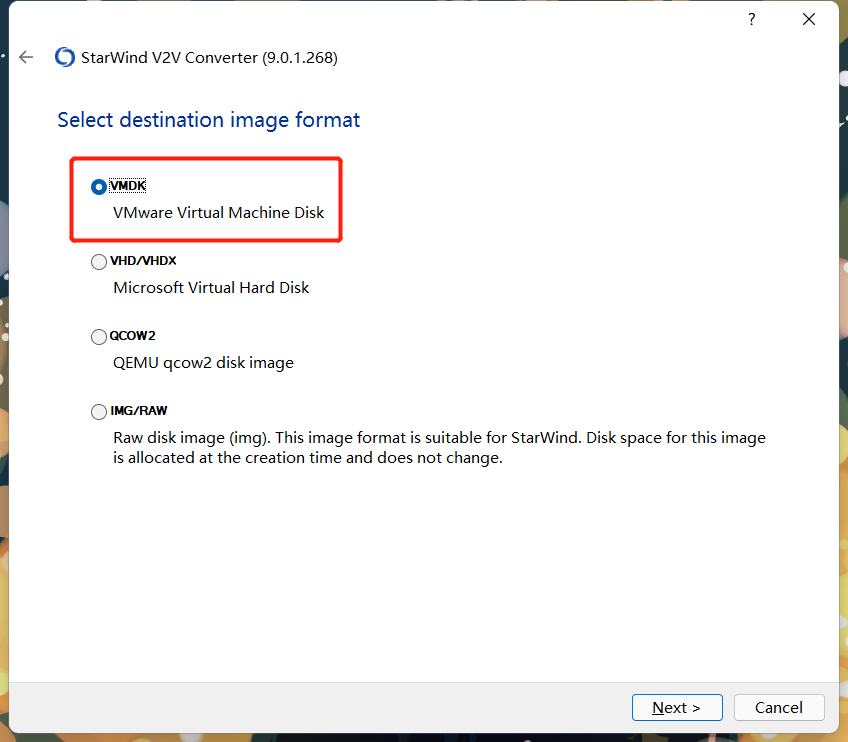 ?
StarWind V2V Converter (9.0.1.268)
Select destination image format
VMDK
VMware Virtual Machine Disk
VHD/VHDX
Microsoft Virtual Hard Disk
QCOW2
QEMU qcow2 disk image
IMG/RAW
Raw disk image (img). This image format is suitable for StarWind. Disk space for this image
is allocated at the creation time and does not change.
Next > Cancel